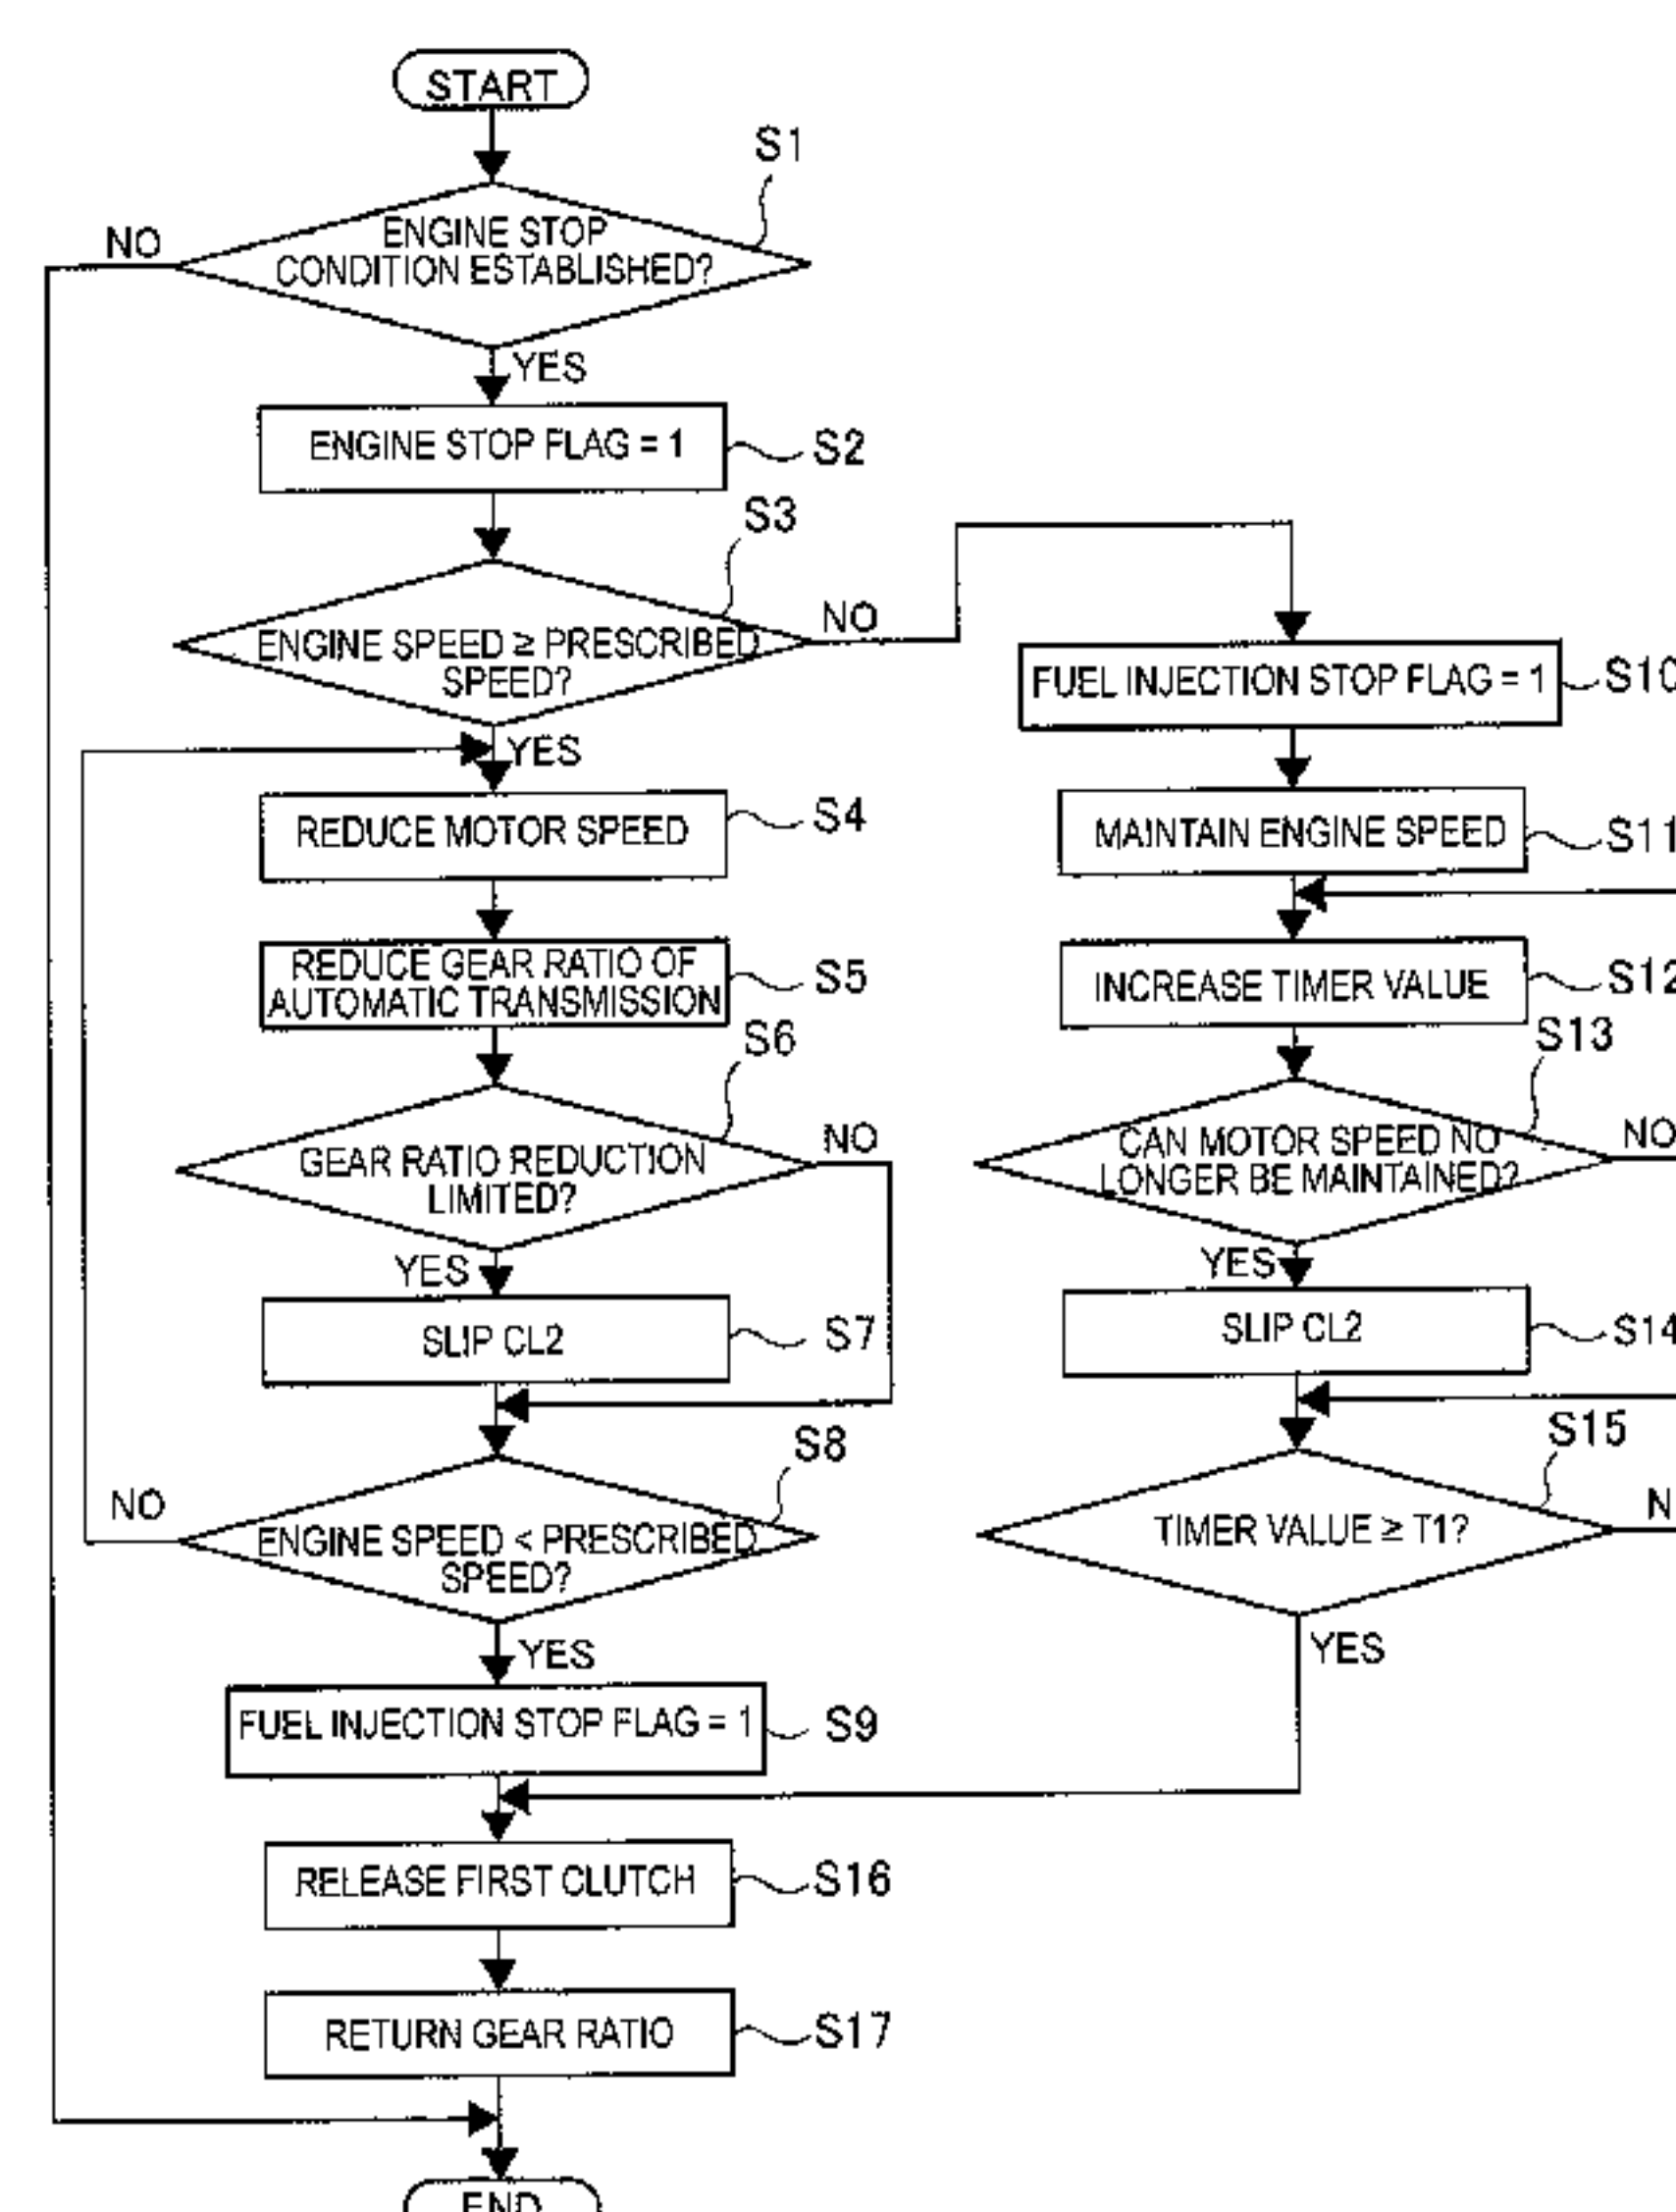 START
S1
NO
ENGINE STOP
CONDITION ESTABLISHED?
YES
ENGINE STOP FLAG = 1
S2
S3
ENGINE SPEED ≥ PRESCRIBED
SPEED?
NO
YES
REDUCE MOTOR SPEED
S4
REDUCE GEAR RATIO OF
AUTOMATIC TRANSMISSION
S5
S6
GEAR RATIO REDUCTION
LIMITED?
NO
YES
SLIP CL2
S7
S8
NO
ENGINE SPEED < PRESCRIBED
SPEED?
YES
FUEL INJECTION STOP FLAG = 1
S9
FUEL INJECTION STOP FLAG = 1
S10
MAINTAIN ENGINE SPEED
S11
INCREASE TIMER VALUE
S12
S13
CAN MOTOR SPEED NO
LONGER BE MAINTAINED?
NO
YES
SLIP CL2
S14
S15
TIMER VALUE ≥ T1?
N
YES
RELEASE FIRST CLUTCH
S16
RETURN GEAR RATIO
S17
END